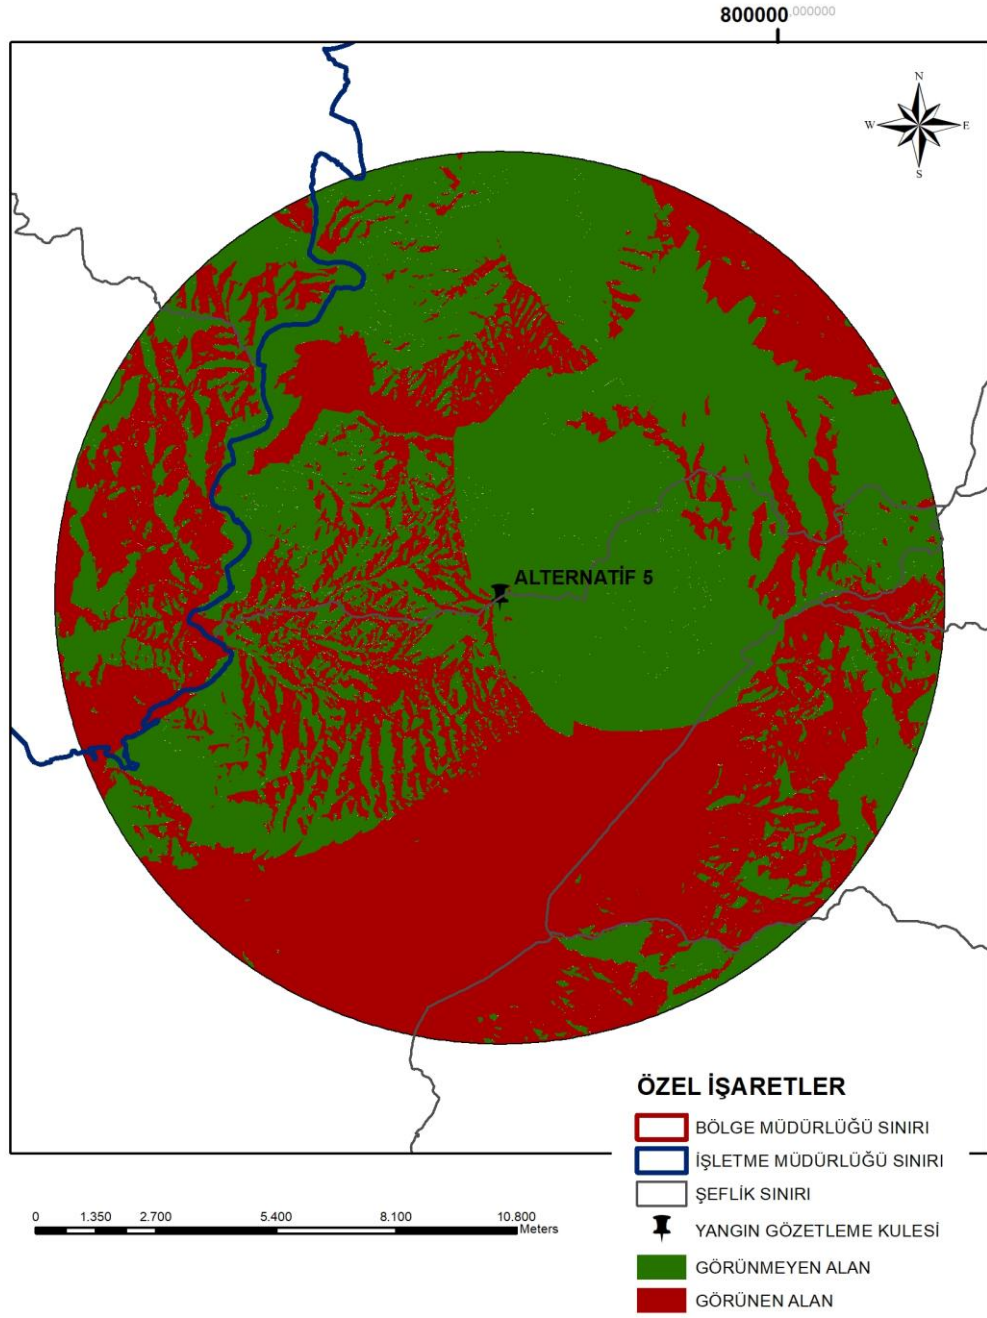 800000,000000
N
W E
S
ALTERNATİF 5
ÖZEL İŞARETLER
BÖLGE MÜDÜRLÜĞÜ SINIRI
İŞLETME MÜDÜRLÜĞÜ SINIRI
ŞEFLİK SINIRI
YANGIN GÖZETLEME KULESİ
GÖRÜNMEYEN ALAN
GÖRÜNEN ALAN
0 1.350 2.700 5.400 8.100 10.800
Meters